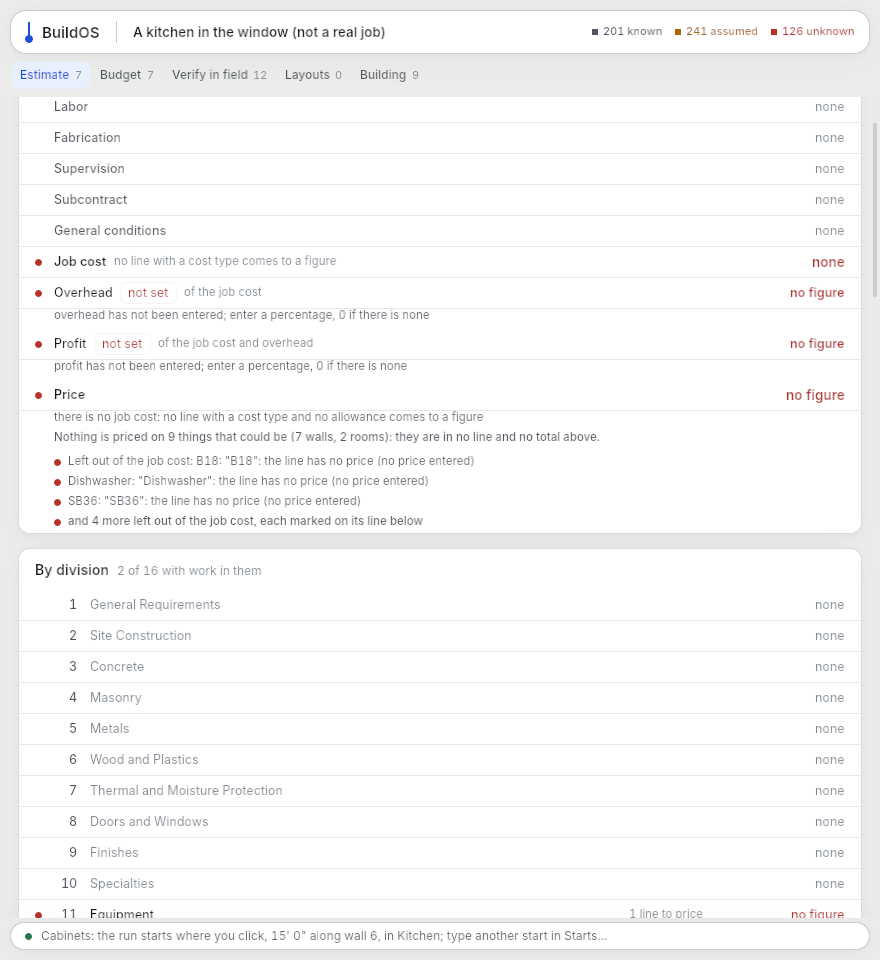 BuildOS
A kitchen in the window (not a real job)
201 known 241 assumed 126 unknown
Estimate 7 Budget 7 Verify in field 12 Layouts 0 Building 9
Labor none
Fabrication none
Supervision none
Subcontract none
General conditions none
Job cost no line with a cost type comes to a figure none
Overhead not set of the job cost no figure
overhead has not been entered; enter a percentage, 0 if there is none
Profit not set of the job cost and overhead no figure
profit has not been entered; enter a percentage, 0 if there is none
Price no figure
there is no job cost: no line with a cost type and no allowance comes to a figure
Nothing is priced on 9 things that could be (7 walls, 2 rooms): they are in no line and no total above.
Left out of the job cost: B18: "B18": the line has no price (no price entered)
Dishwasher: "Dishwasher": the line has no price (no price entered)
SB36: "SB36": the line has no price (no price entered)
and 4 more left out of the job cost, each marked on its line below
By division 2 of 16 with work in them
1 General Requirements none
2 Site Construction none
3 Concrete none
4 Masonry none
5 Metals none
6 Wood and Plastics none
7 Thermal and Moisture Protection none
8 Doors and Windows none
9 Finishes none
10 Specialties none
11 Equipment 1 line to price no figure
Cabinets: the run starts where you click, 15' 0" along wall 6, in Kitchen; type another start in Starts...